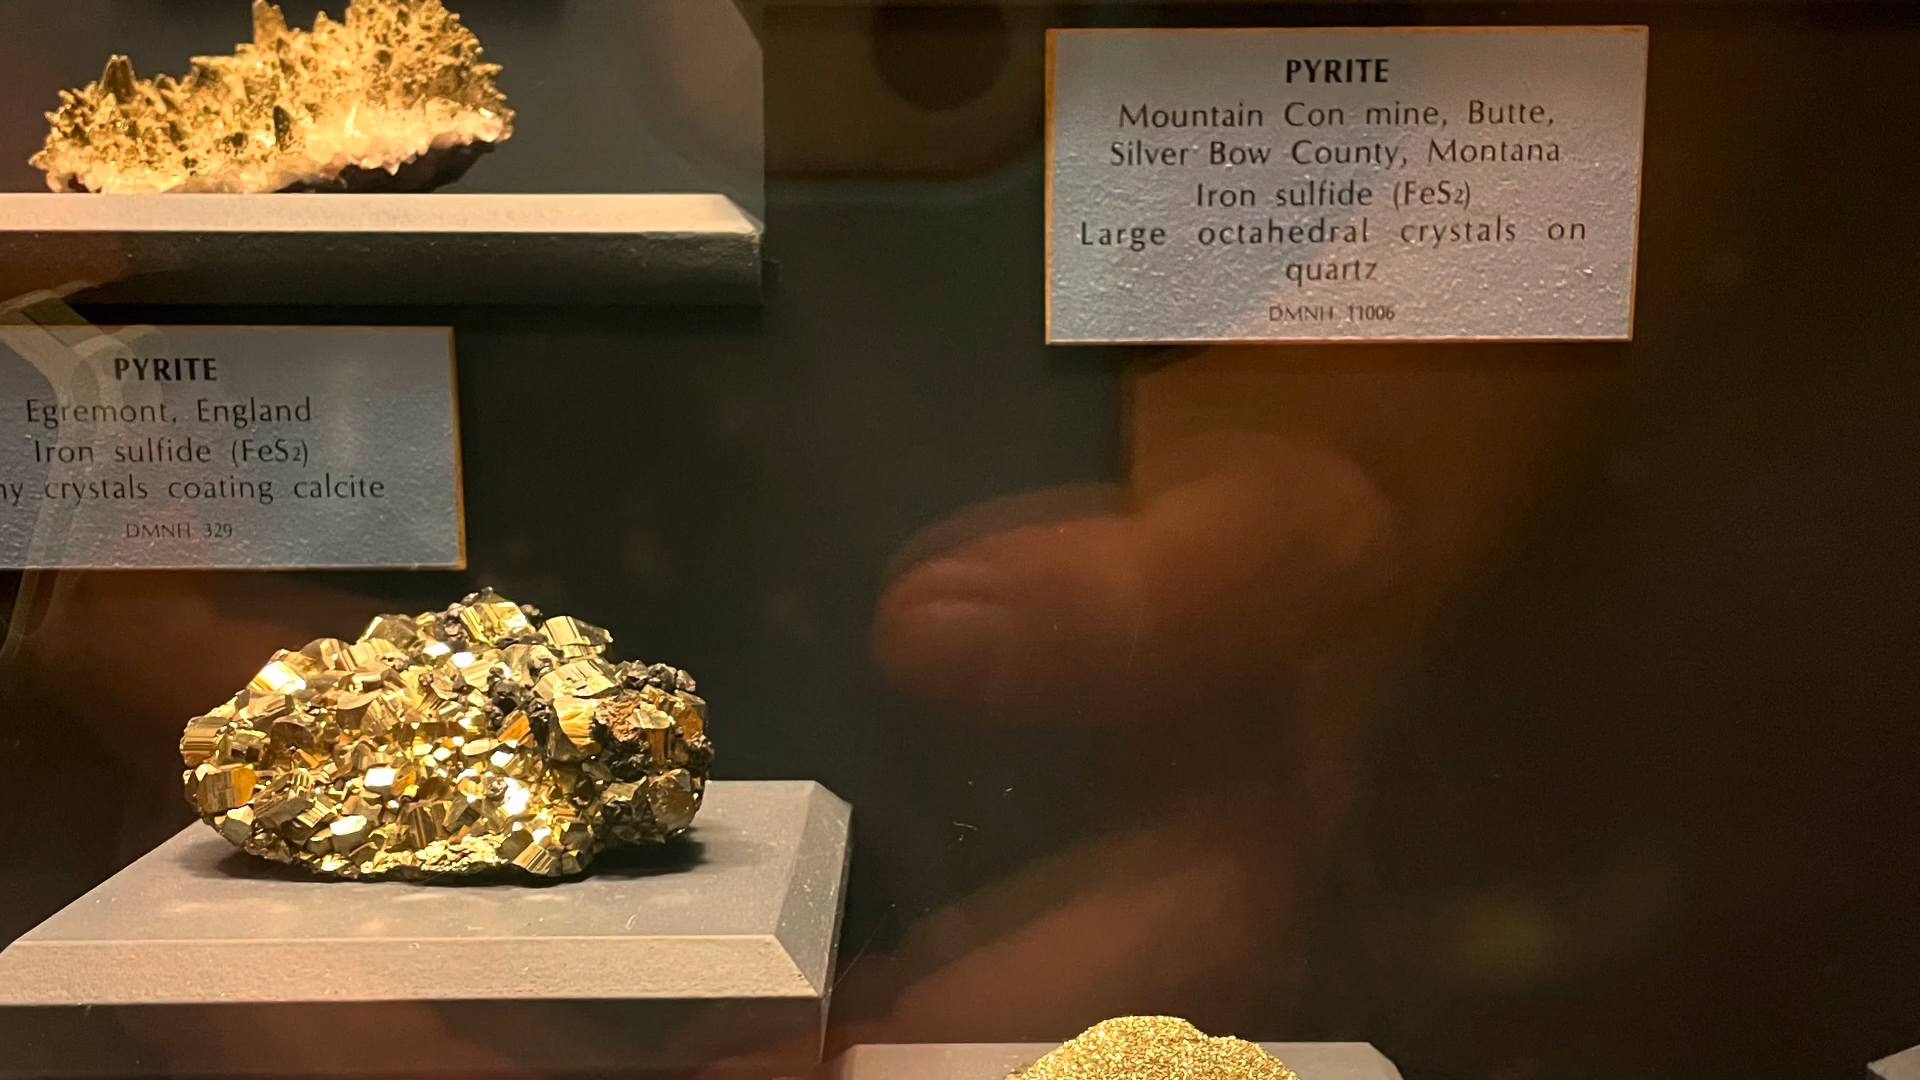 PYRITE
Mountain Con mine, Butte,
Silver Bow County, Montana
Iron sulfide (FeS₂)
Large octahedral crystals on
quartz
DMNH 11006
PYRITE
Egremont, England
Iron sulfide (FeS₂)
crystals coating calcite
DMNH 329